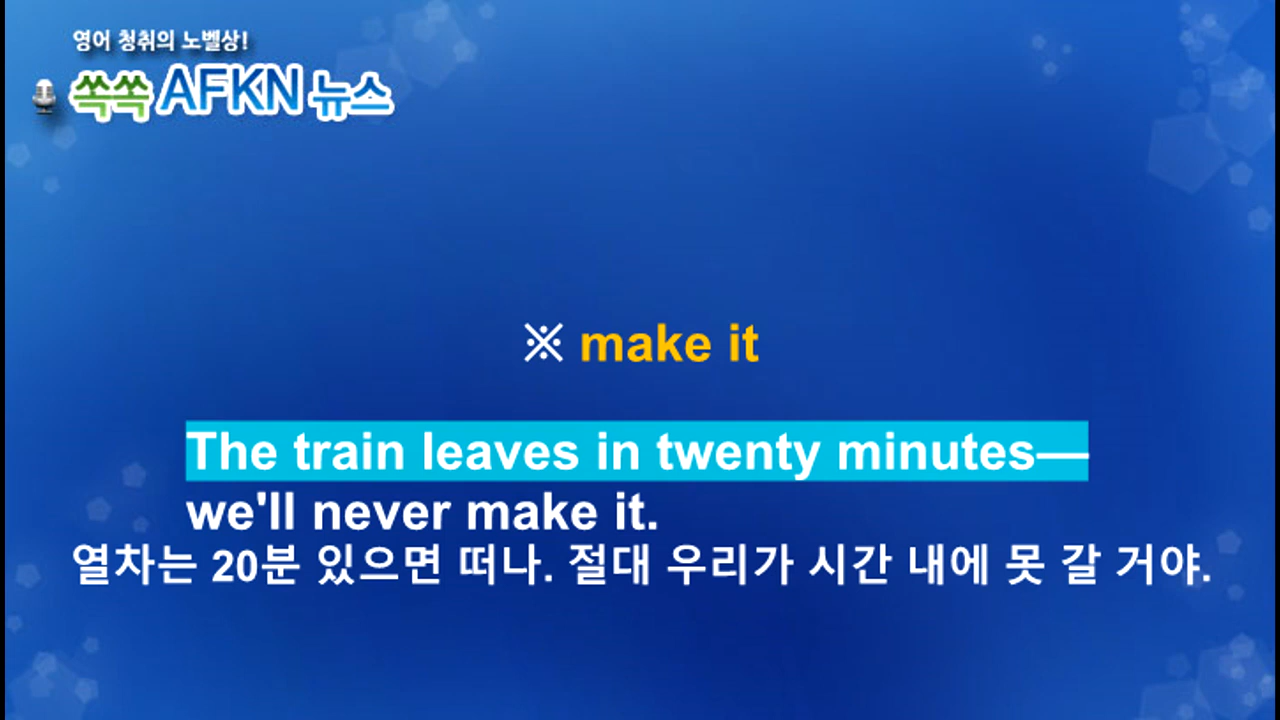 영어 청취의 노벨상!
쏙쏙 AFKN 뉴스
※ make it
The train leaves in twenty minutes—
we'll never make it.
열차는 20분 있으면 떠나. 절대 우리가 시간 내에 못 갈 거야.